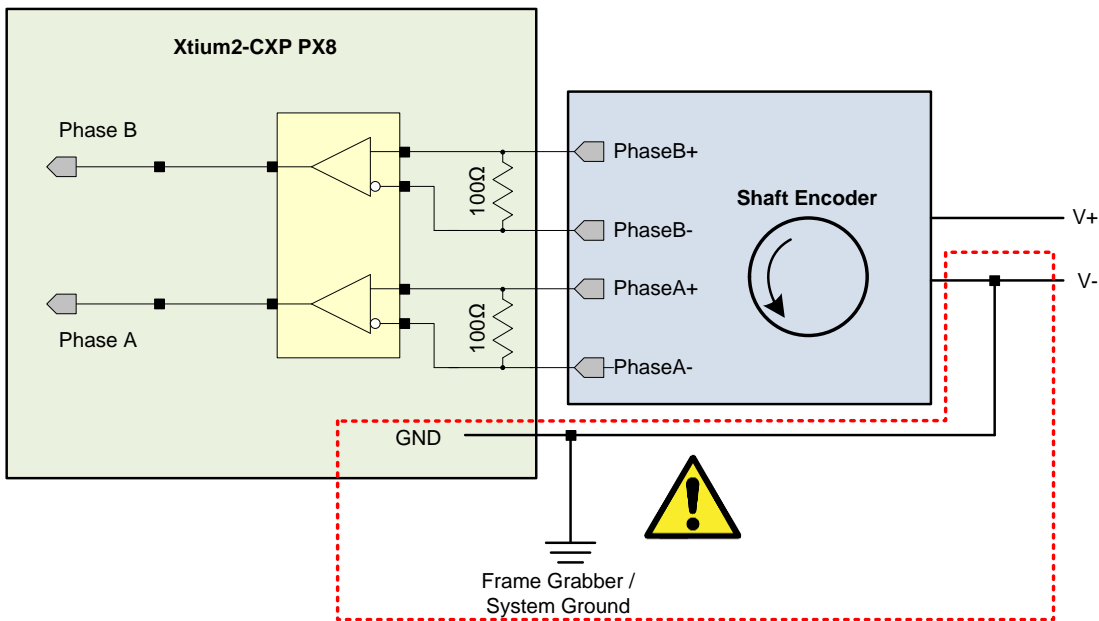 Xtium2-CXP PX8
Phase B
100Ω
PhaseB+
PhaseB-
Shaft Encoder
V+
Phase A
100Ω
PhaseA+
PhaseA-
V-
GND
Frame Grabber /
System Ground